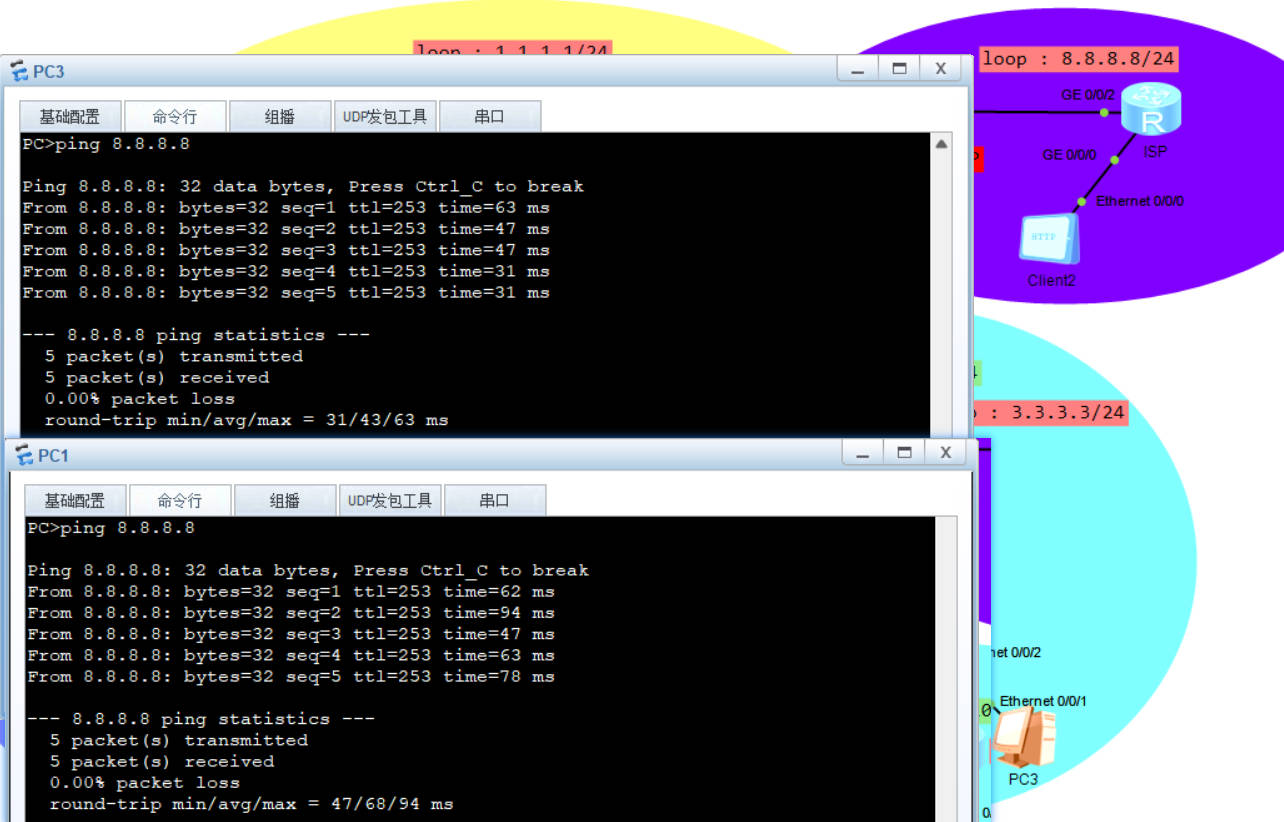 loop : 1.1.1.1/24
loop : 8.8.8.8/24
GE 0/0/2
R
ISP
GE 0/0/0
Ethernet 0/0/0
HTTP
Client2
PC3
基础配置 命令行 组播 UDP发包工具 串口
PC>ping 8.8.8.8
Ping 8.8.8.8: 32 data bytes, Press Ctrl_C to break
From 8.8.8.8: bytes=32 seq=1 ttl=253 time=63 ms
From 8.8.8.8: bytes=32 seq=2 ttl=253 time=47 ms
From 8.8.8.8: bytes=32 seq=3 ttl=253 time=47 ms
From 8.8.8.8: bytes=32 seq=4 ttl=253 time=31 ms
From 8.8.8.8: bytes=32 seq=5 ttl=253 time=31 ms
--- 8.8.8.8 ping statistics ---
5 packet(s) transmitted
5 packet(s) received
0.00% packet loss
round-trip min/avg/max = 31/43/63 ms
: 3.3.3.3/24
PC1
基础配置 命令行 组播 UDP发包工具 串口
PC>ping 8.8.8.8
Ping 8.8.8.8: 32 data bytes, Press Ctrl_C to break
From 8.8.8.8: bytes=32 seq=1 ttl=253 time=62 ms
From 8.8.8.8: bytes=32 seq=2 ttl=253 time=94 ms
From 8.8.8.8: bytes=32 seq=3 ttl=253 time=47 ms
From 8.8.8.8: bytes=32 seq=4 ttl=253 time=63 ms
From 8.8.8.8: bytes=32 seq=5 ttl=253 time=78 ms
--- 8.8.8.8 ping statistics ---
5 packet(s) transmitted
5 packet(s) received
0.00% packet loss
round-trip min/avg/max = 47/68/94 ms
net 0/0/2
Ethernet 0/0/1
PC3